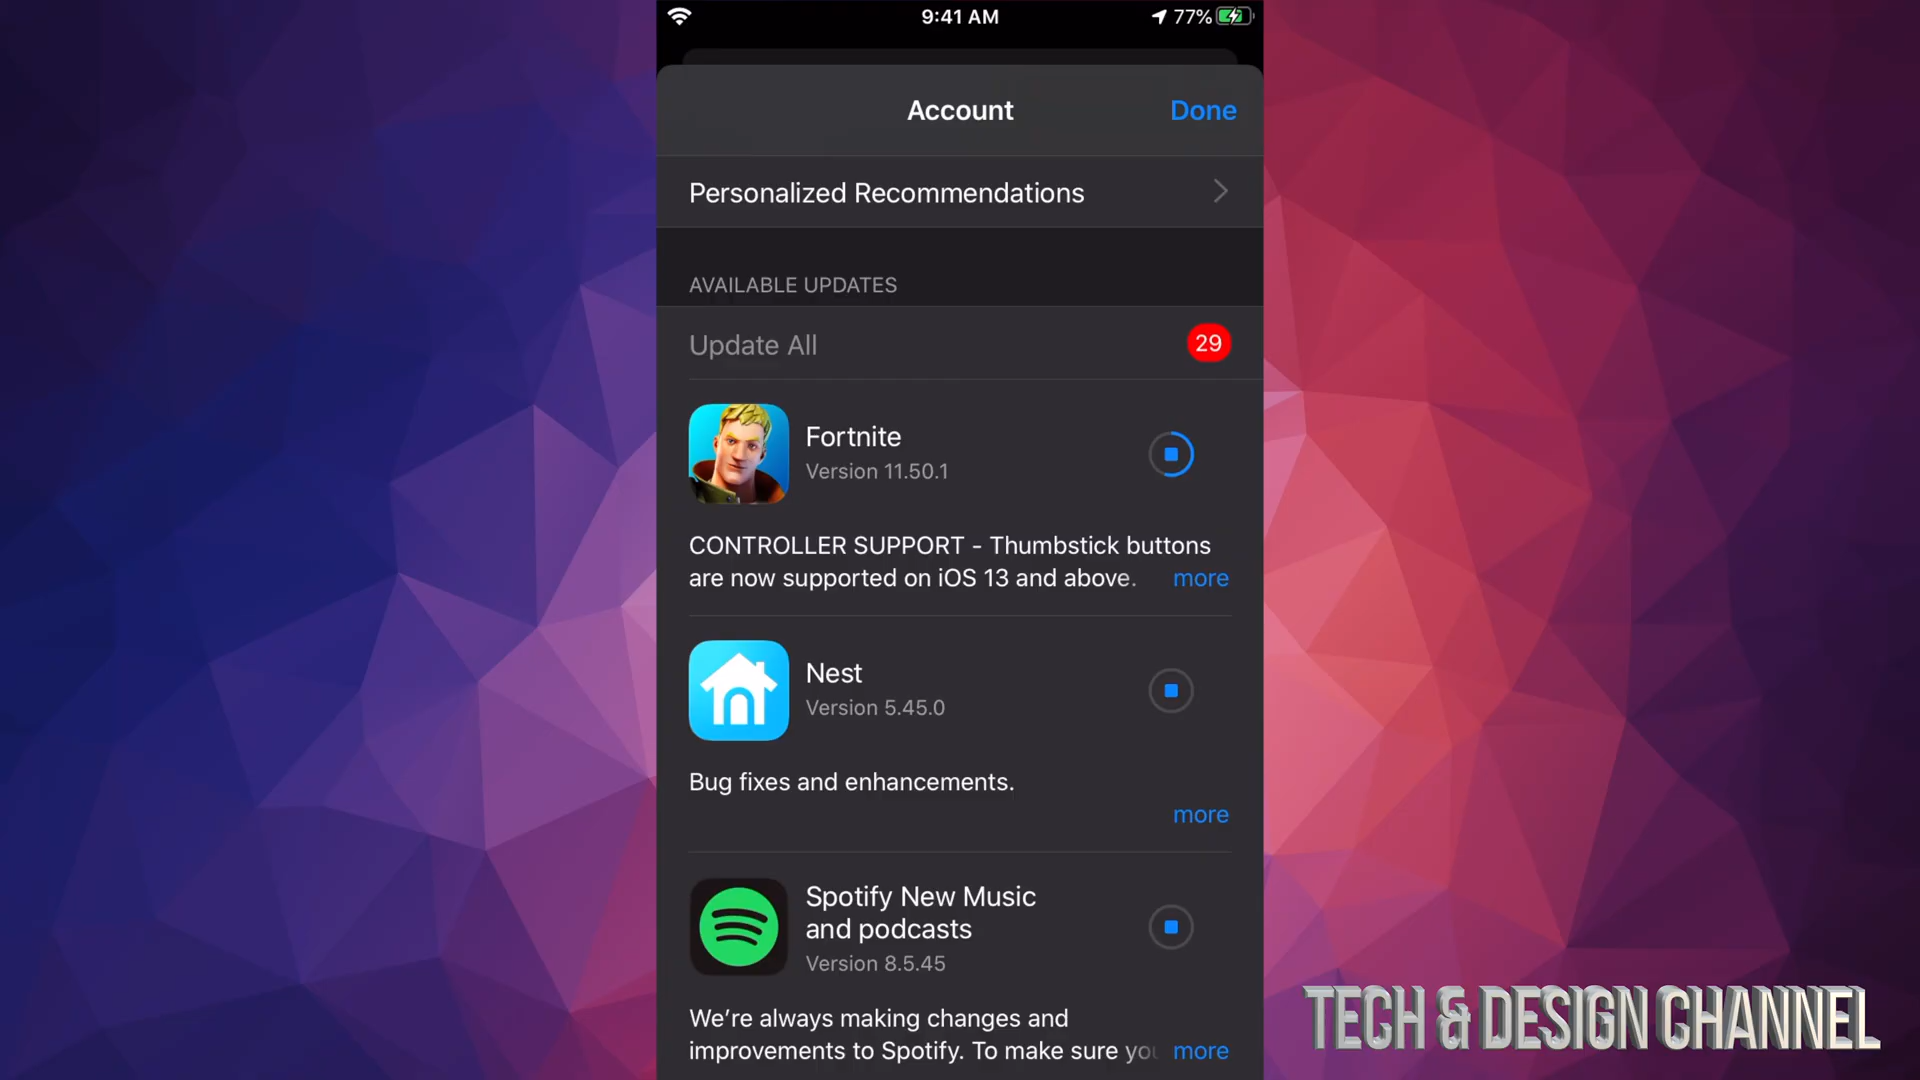 9:41 AM
77%
Account
Done
Personalized Recommendations
AVAILABLE UPDATES
Update All
29
Fortnite
Version 11.50.1
CONTROLLER SUPPORT - Thumbstick buttons
are now supported on iOS 13 and above. more
Nest
Version 5.45.0
Bug fixes and enhancements.
more
Spotify New Music
and podcasts
Version 8.5.45
We’re always making changes and
improvements to Spotify. To make sure you more
TECH & DESIGN CHANNEL